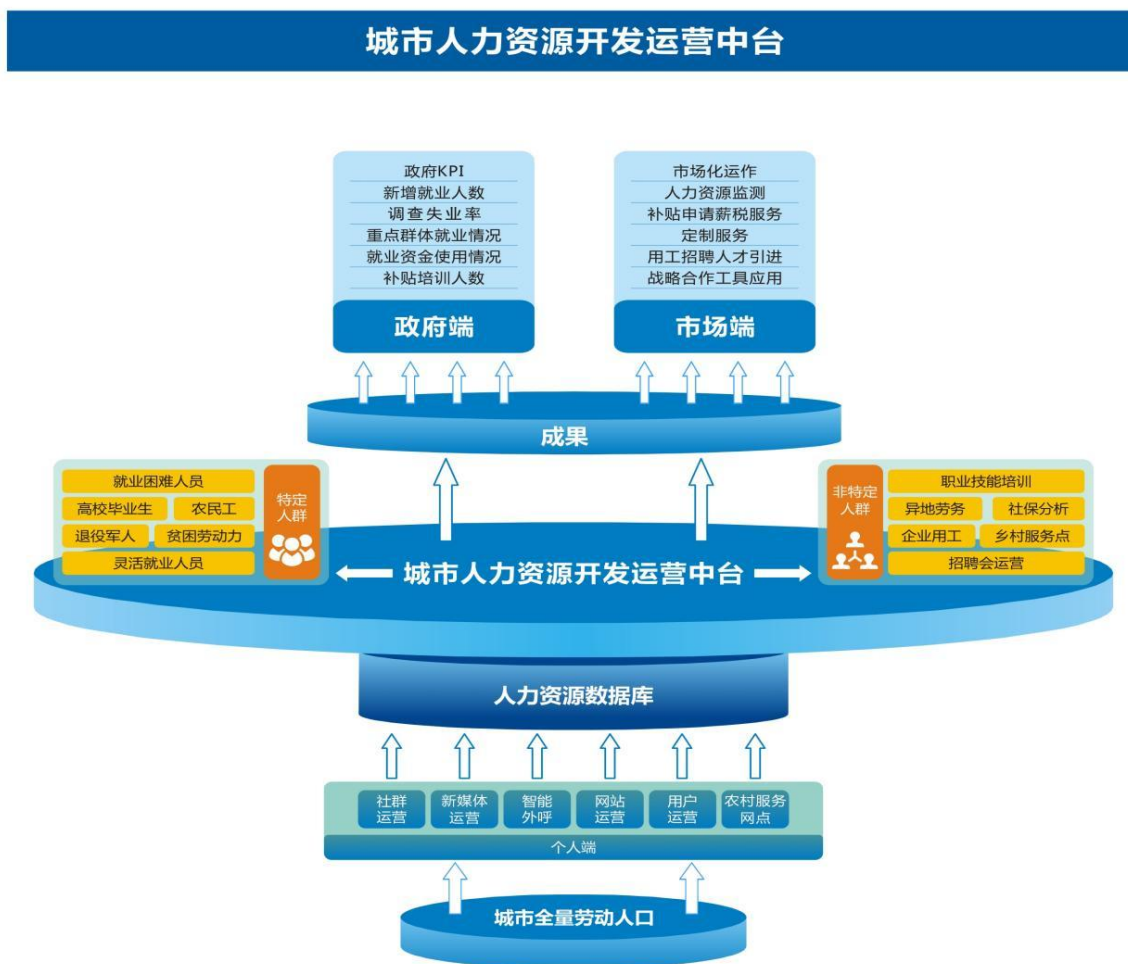 城市人力资源开发运营中台
政府KPI
新增就业人数
调查失业率
重点群体就业情况
就业资金使用情况
补贴培训人数
政府端
市场化运作
人力资源监测
补贴申请薪税服务
定制服务
用工招聘人才引进
战略合作工具应用
市场端
成果
就业困难人员
高校毕业生
农民工
退役军人
贫困劳动力
灵活就业人员
特定
人群
非特定
人群
职业技能培训
异地劳务
社保分析
企业用工
乡村服务点
招聘会运营
城市人力资源开发运营中台
人力资源数据库
社群
运营
新媒体
运营
智能
外呼
网站
运营
用户
运营
农村服务
网点
个人端
城市全量劳动人口